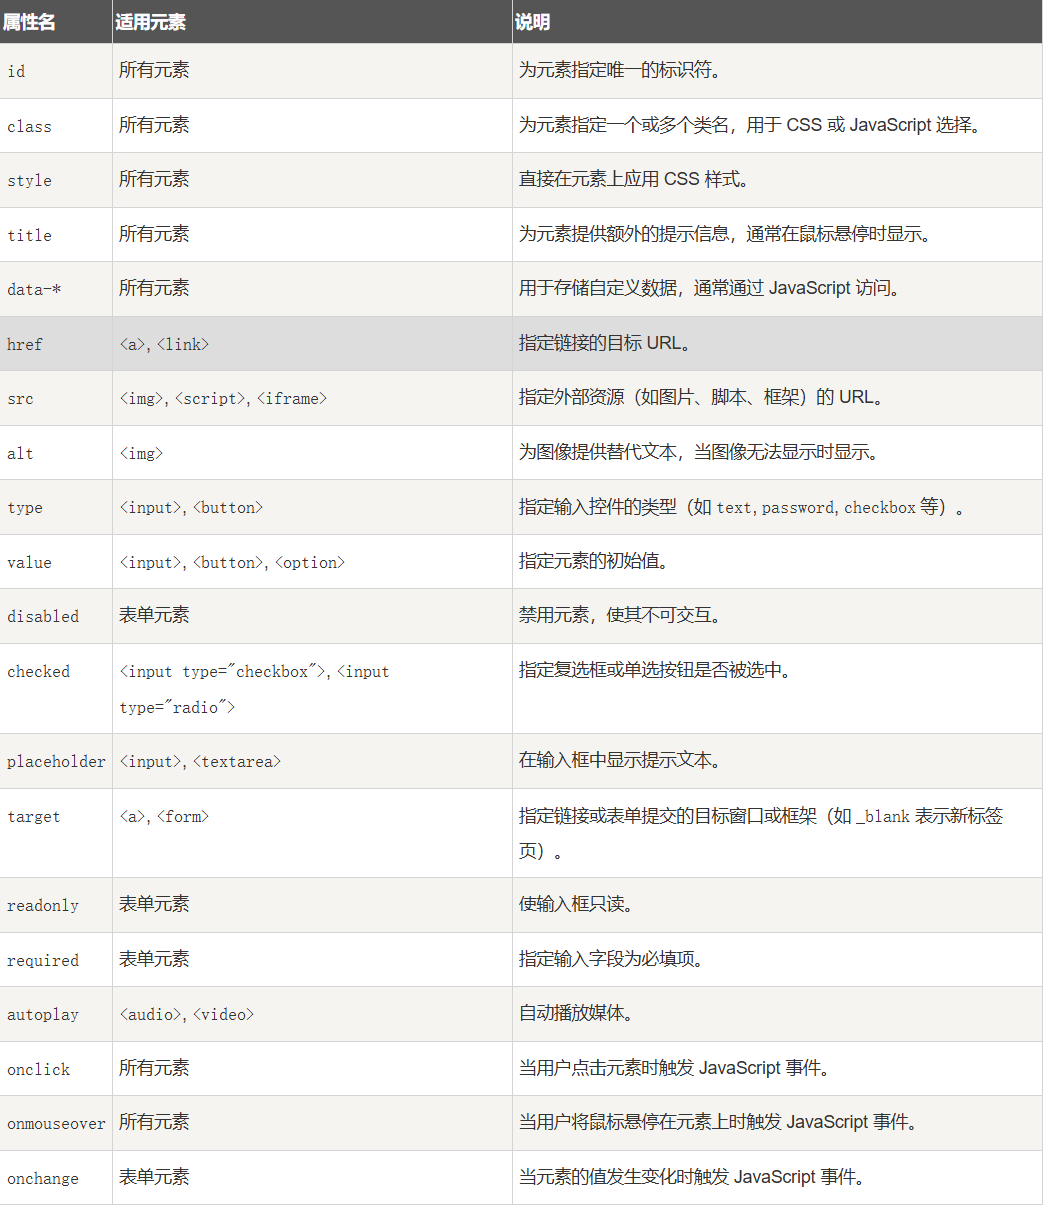 属性名 适用元素 说明
id 所有元素 为元素指定唯一的标识符。
class 所有元素 为元素指定一个或多个类名，用于 CSS 或 JavaScript 选择。
style 所有元素 直接在元素上应用 CSS 样式。
title 所有元素 为元素提供额外的提示信息，通常在鼠标悬停时显示。
data-* 所有元素 用于存储自定义数据，通常通过 JavaScript 访问。
href <a>, <link> 指定链接的目标 URL。
src <img>, <script>, <iframe> 指定外部资源（如图片、脚本、框架）的 URL。
alt <img> 为图像提供替代文本，当图像无法显示时显示。
type <input>, <button> 指定输入控件的类型（如 text, password, checkbox 等）。
value <input>, <button>, <option> 指定元素的初始值。
disabled 表单元素 禁用元素，使其不可交互。
checked <input type="checkbox">, <input 指定复选框或单选按钮是否被选中。
type="radio">
placeholder <input>, <textarea> 在输入框中显示提示文本。
target <a>, <form> 指定链接或表单提交的目标窗口或框架（如 _blank 表示新标签
页）。
readonly 表单元素 使输入框只读。
required 表单元素 指定输入字段为必填项。
autoplay <audio>, <video> 自动播放媒体。
onclick 所有元素 当用户点击元素时触发 JavaScript 事件。
onmouseover 所有元素 当用户将鼠标悬停在元素上时触发 JavaScript 事件。
onchange 表单元素 当元素的值发生变化时触发 JavaScript 事件。